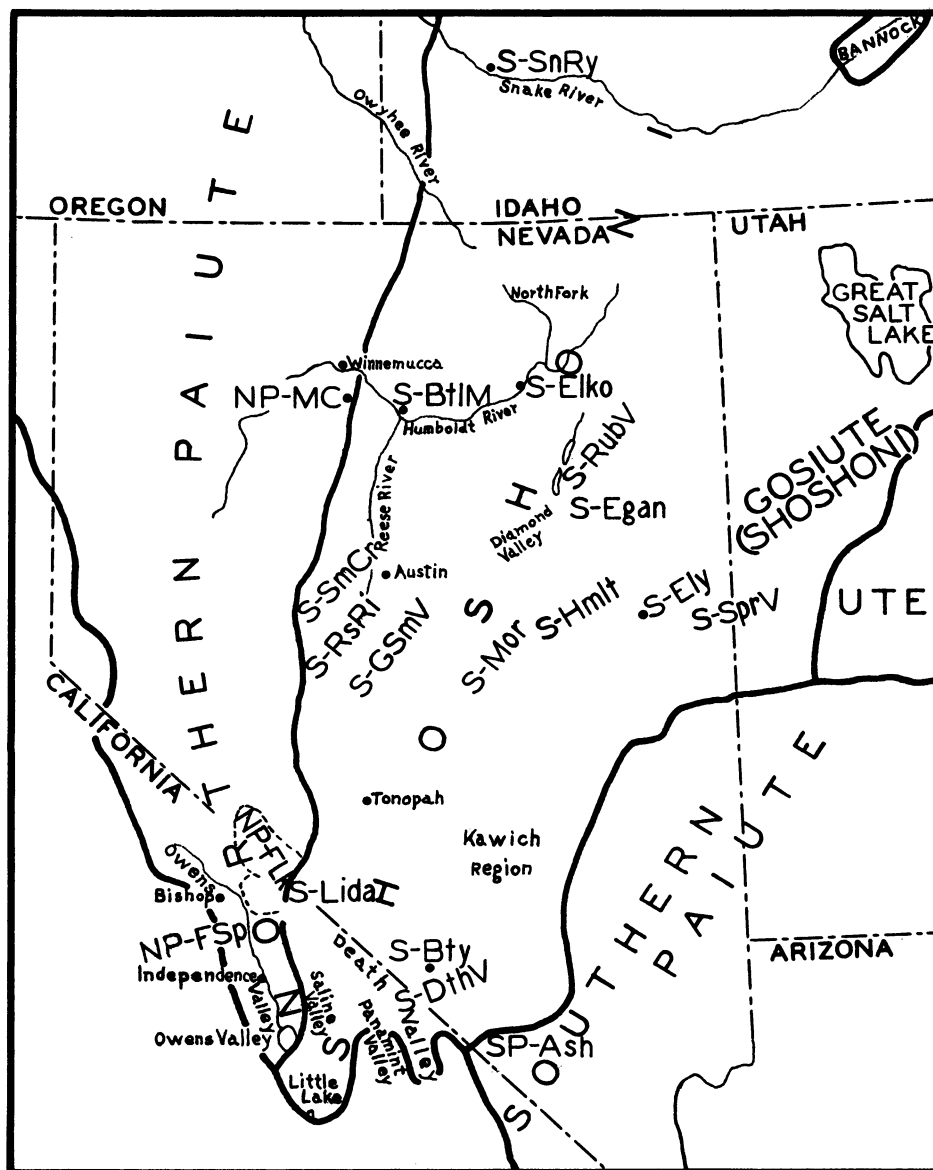 BANNOCK
S-SnRy
Snake River
Owyhee River
OREGON
IDAHO
NEVADA
UTAH
NORTHERN PAIUTE
SHOSHONI
GREAT
SALT
LAKE
North Fork
Winnemucca
NP-MC
S-BtlM
S-Elko
Humboldt River
Reese River
S-RubV
S-Egan
Diamond
Valley
GOSIUTE
(SHOSHONI)
UTE
S-SmCr
Austin
S-RsRi
S-GSmV
S-Mor
S-Hmlt
S-Ely
S-SprV
CALIFORNIA
Tonopah
Kawich
Region
NP-FLk
S-Lida
Owens
Valley
Bishop
NP-FSp
Independence
Owens Valley
Saline
Valley
Death
Valley
Panamint
Valley
S-Bty
S-DthV
Little
Lake
SP-Ash
SOUTHERN
PAIUTE
ARIZONA